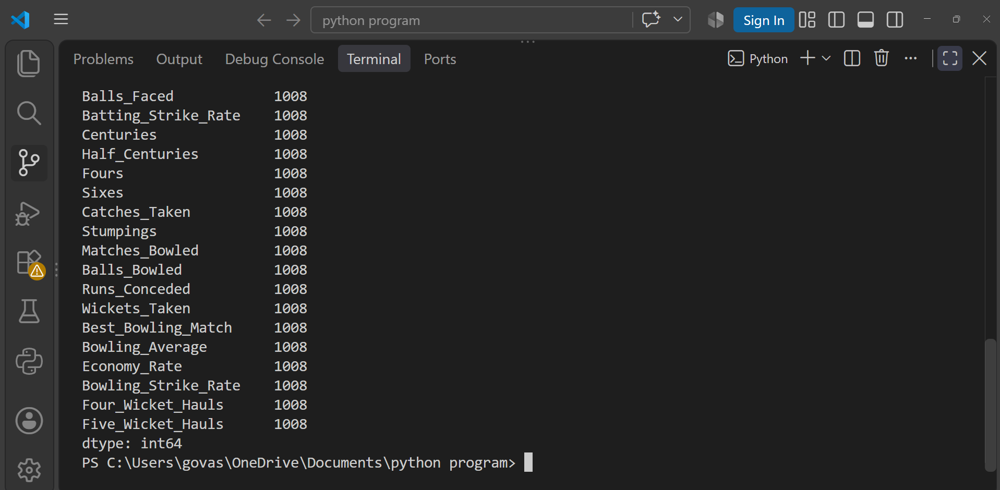 python program
Sign In
Problems Output Debug Console Terminal Ports Python
Balls_Faced 1008
Batting_Strike_Rate 1008
Centuries 1008
Half_Centuries 1008
Fours 1008
Sixes 1008
Catches_Taken 1008
Stumpings 1008
Matches_Bowled 1008
Balls_Bowled 1008
Runs_Conceded 1008
Wickets_Taken 1008
Best_Bowling_Match 1008
Bowling_Average 1008
Economy_Rate 1008
Bowling_Strike_Rate 1008
Four_Wicket_Hauls 1008
Five_Wicket_Hauls 1008
dtype: int64
PS C:\Users\govas\OneDrive\Documents\python program>